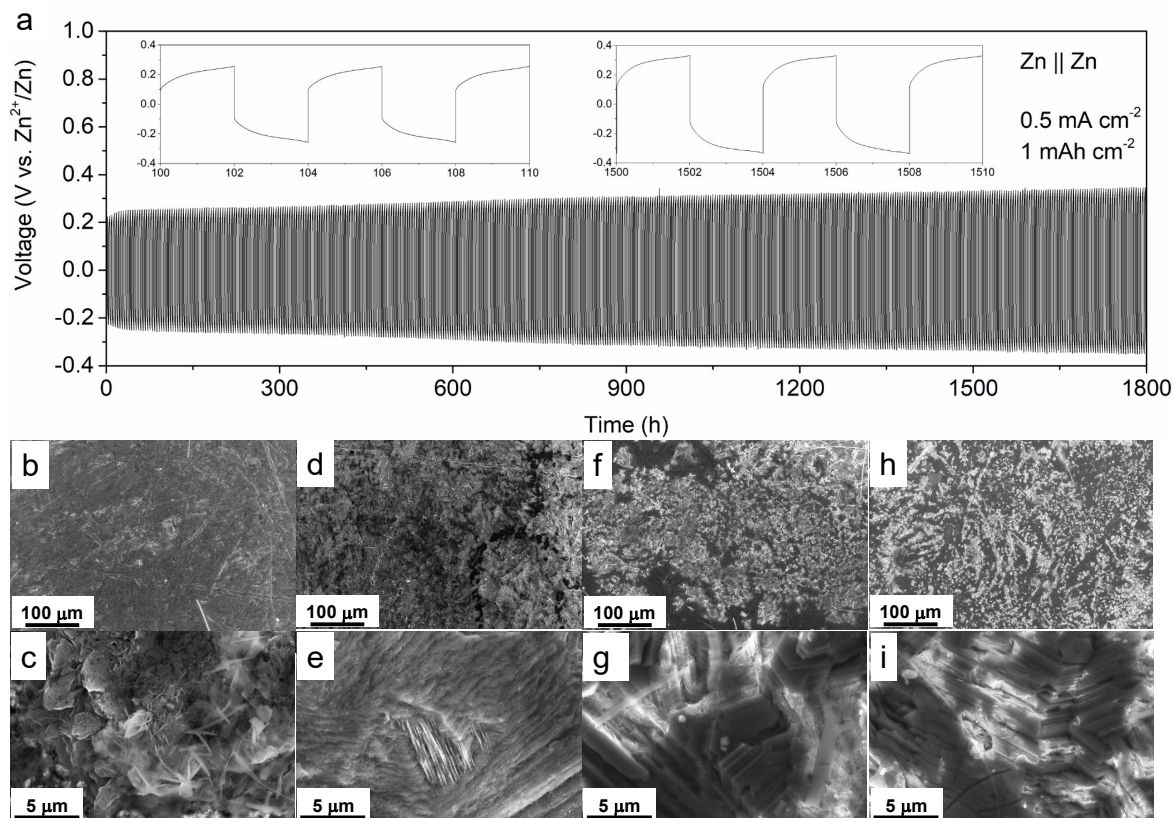 a
Voltage (V vs. Zn²⁺/Zn)
1.0
0.8
0.6
0.4
0.2
0.0
-0.2
-0.4
0.4
0.2
0.0
-0.2
-0.4
100 102 104 106 108 110
0.4
0.2
0.0
-0.2
-0.4
1500 1502 1504 1506 1508 1510
Zn || Zn
0.5 mA cm⁻²
1 mAh cm⁻²
0 300 600 900 1200 1500 1800
Time (h)
b d f h
100 μm 100 μm 100 μm 100 μm
c e g i
5 μm 5 μm 5 μm 5 μm